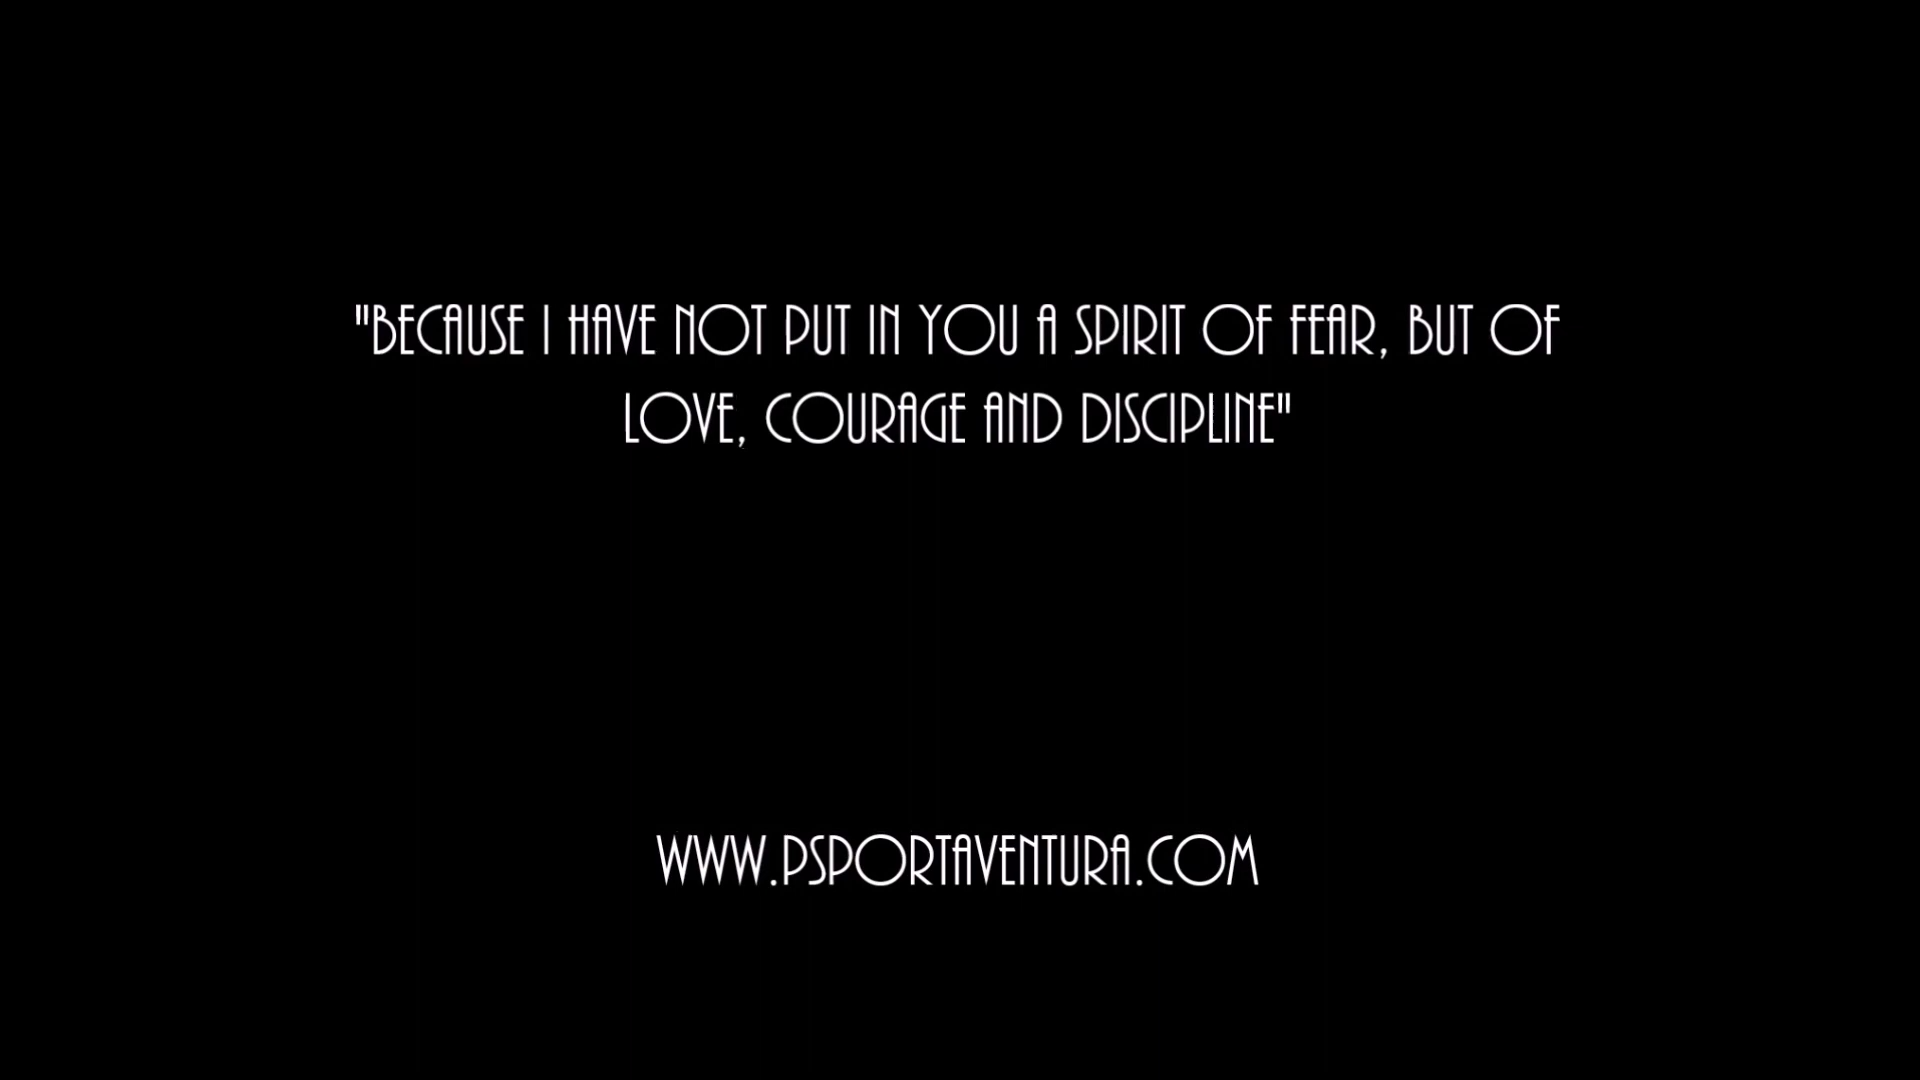 "BECAUSE I HAVE NOT PUT IN YOU A SPIRIT OF FEAR, BUT OF
LOVE, COURAGE AND DISCIPLINE"
WWW.PSPORTAVENTURA.COM